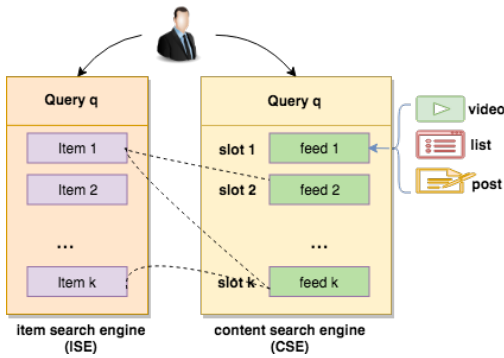 Query q
Item 1
Item 2
...
Item k
item search engine
(ISE)
Query q
slot 1 feed 1
slot 2 feed 2
...
slot k feed k
content search engine
(CSE)
video
list
post